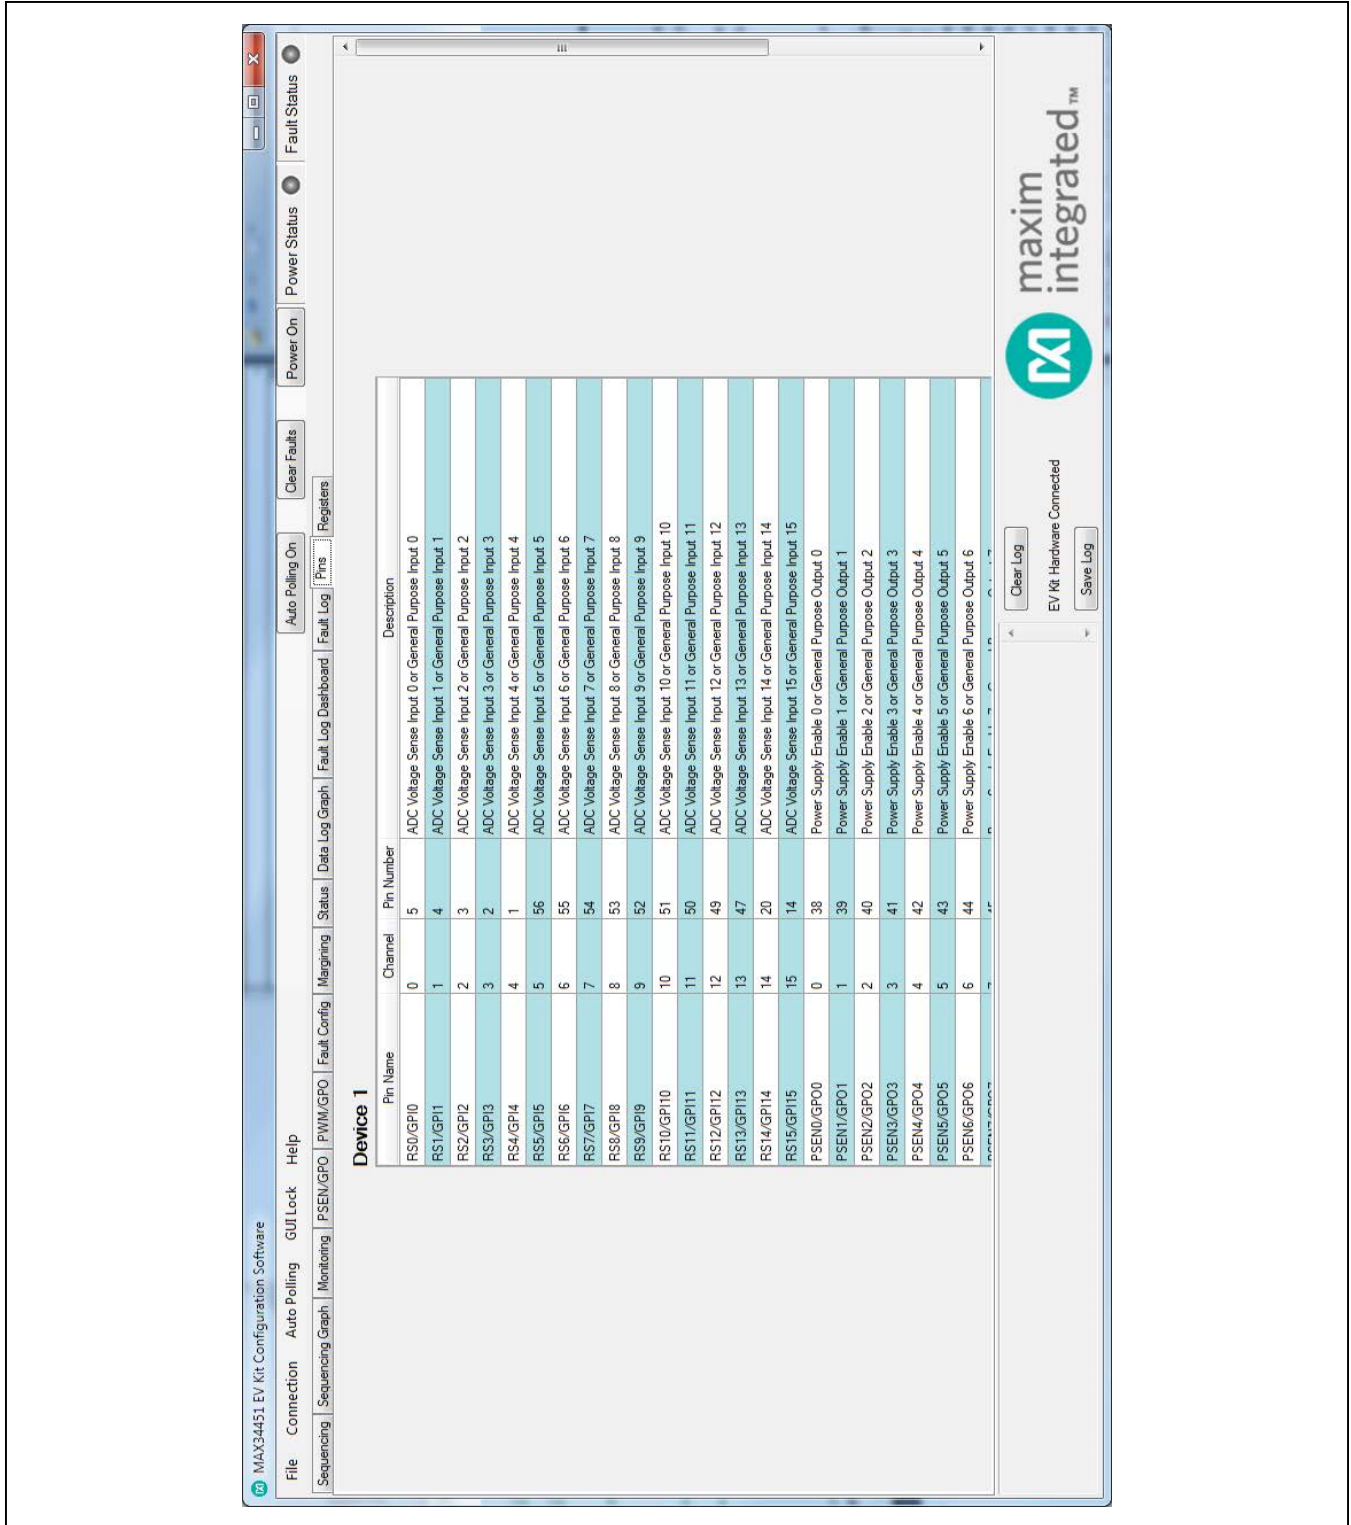 MAX34451 EV Kit Configuration Software
File Connection Auto Polling GUI Lock Help Auto Polling On Clear Faults Power On Power Status Fault Status
Sequencing Sequencing Graph Monitoring PSEN/GPO PWM/GPO Fault Config Margining Status Data Log Graph Fault Log Dashboard Fault Log Pins Registers
Device 1
Pin Name Channel Pin Number Description
RS0/GPI0 0 5 ADC Voltage Sense Input 0 or General Purpose Input 0
RS1/GPI1 1 4 ADC Voltage Sense Input 1 or General Purpose Input 1
RS2/GPI2 2 3 ADC Voltage Sense Input 2 or General Purpose Input 2
RS3/GPI3 3 2 ADC Voltage Sense Input 3 or General Purpose Input 3
RS4/GPI4 4 1 ADC Voltage Sense Input 4 or General Purpose Input 4
RS5/GPI5 5 56 ADC Voltage Sense Input 5 or General Purpose Input 5
RS6/GPI6 6 55 ADC Voltage Sense Input 6 or General Purpose Input 6
RS7/GPI7 7 54 ADC Voltage Sense Input 7 or General Purpose Input 7
RS8/GPI8 8 53 ADC Voltage Sense Input 8 or General Purpose Input 8
RS9/GPI9 9 52 ADC Voltage Sense Input 9 or General Purpose Input 9
RS10/GPI10 10 51 ADC Voltage Sense Input 10 or General Purpose Input 10
RS11/GPI11 11 50 ADC Voltage Sense Input 11 or General Purpose Input 11
RS12/GPI12 12 49 ADC Voltage Sense Input 12 or General Purpose Input 12
RS13/GPI13 13 47 ADC Voltage Sense Input 13 or General Purpose Input 13
RS14/GPI14 14 20 ADC Voltage Sense Input 14 or General Purpose Input 14
RS15/GPI15 15 14 ADC Voltage Sense Input 15 or General Purpose Input 15
PSEN0/GPO0 0 38 Power Supply Enable 0 or General Purpose Output 0
PSEN1/GPO1 1 39 Power Supply Enable 1 or General Purpose Output 1
PSEN2/GPO2 2 40 Power Supply Enable 2 or General Purpose Output 2
PSEN3/GPO3 3 41 Power Supply Enable 3 or General Purpose Output 3
PSEN4/GPO4 4 42 Power Supply Enable 4 or General Purpose Output 4
PSEN5/GPO5 5 43 Power Supply Enable 5 or General Purpose Output 5
PSEN6/GPO6 6 44 Power Supply Enable 6 or General Purpose Output 6
Clear Log
EV Kit Hardware Connected
Save Log
maxim
integrated™